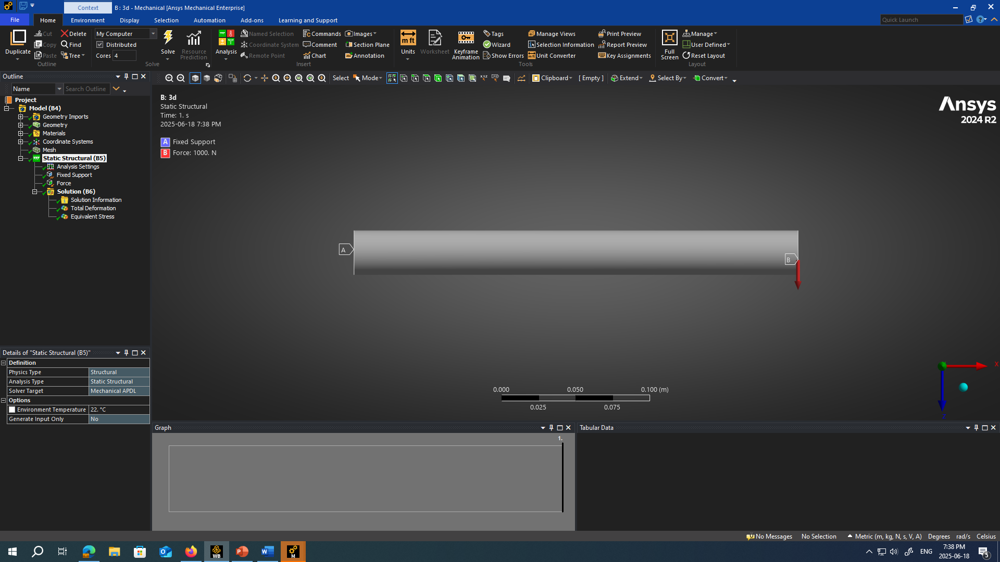 Context
B : 3d - Mechanical [Ansys Mechanical Enterprise]
File
Home
Environment
Display
Selection
Automation
Add-ons
Learning and Support
Quick Launch
Duplicate
Cut
Copy
Paste
Delete
Find
Tree
Outline
My Computer
Distributed
Cores 4
Solve
Resource Prediction
Solve
Analysis
Named Selection
Coordinate System
Remote Point
Commands
Comment
Chart
Images
Section Plane
Annotation
Insert
Units
Worksheet
Keyframe Animation
Tags
Wizard
Show Errors
Manage Views
Selection Information
Unit Converter
Print Preview
Report Preview
Key Assignments
Tools
Full Screen
Manage
User Defined
Reset Layout
Layout
Outline
Name
Search Outline
Select
Mode
Clipboard
[ Empty ]
Extend
Select By
Convert
Project
Model (B4)
Geometry Imports
Geometry
Materials
Coordinate Systems
Mesh
Static Structural (B5)
Analysis Settings
Fixed Support
Force
Solution (B6)
Solution Information
Total Deformation
Equivalent Stress
B: 3d
Static Structural
Time: 1. s
2025-06-18 7:38 PM
A Fixed Support
B Force: 1000. N
Ansys
2024 R2
A
B
X
Z
0.000
0.050
0.100 (m)
0.025
0.075
Details of "Static Structural (B5)"
Definition
Physics Type Structural
Analysis Type Static Structural
Solver Target Mechanical APDL
Options
Environment Temperature 22. °C
Generate Input Only No
Graph
1.
Tabular Data
No Messages
No Selection
Metric (m, kg, N, s, V, A)
Degrees
rad/s
Celsius
WB
M
ENG
7:38 PM
2025-06-18
5